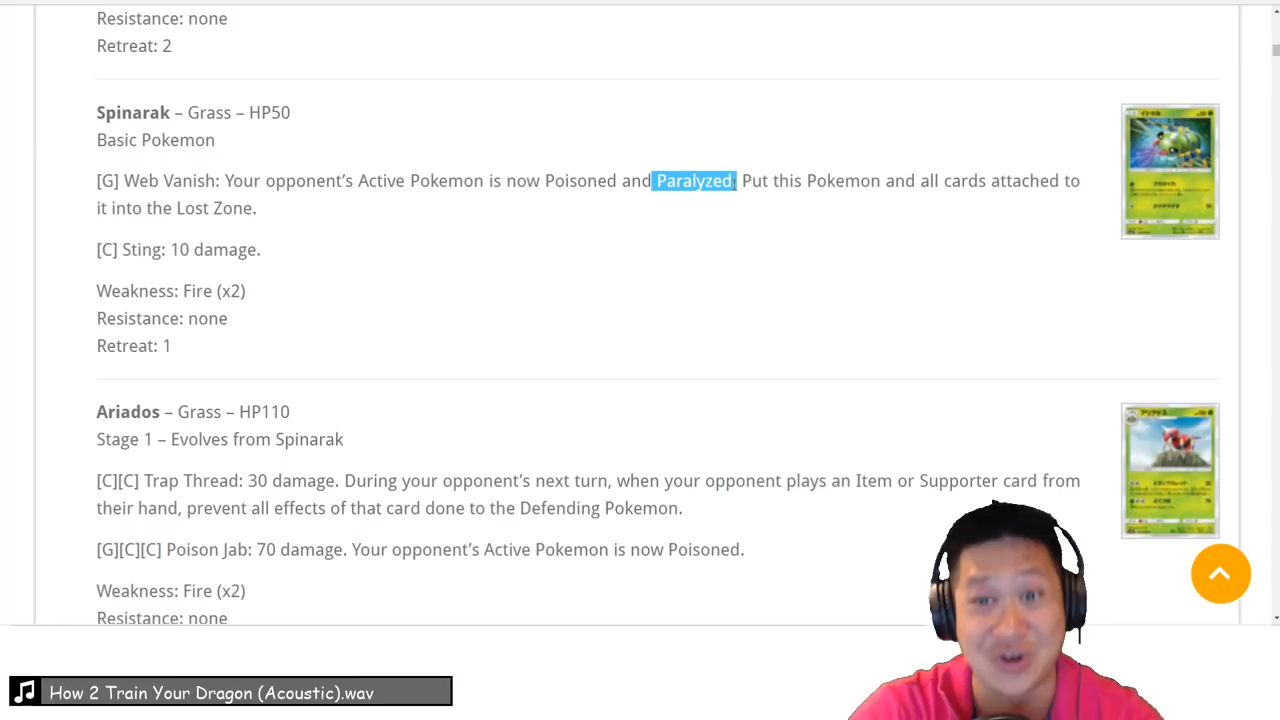 Resistance: none
Retreat: 2
Spinarak – Grass – HP50
Basic Pokemon
[G] Web Vanish: Your opponent’s Active Pokemon is now Poisoned and Paralyzed. Put this Pokemon and all cards attached to
it into the Lost Zone.
[C] Sting: 10 damage.
Weakness: Fire (x2)
Resistance: none
Retreat: 1
Ariados – Grass – HP110
Stage 1 – Evolves from Spinarak
[C][C] Trap Thread: 30 damage. During your opponent’s next turn, when your opponent plays an Item or Supporter card from
their hand, prevent all effects of that card done to the Defending Pokemon.
[G][C][C] Poison Jab: 70 damage. Your opponent’s Active Pokemon is now Poisoned.
Weakness: Fire (x2)
Resistance: none
How 2 Train Your Dragon (Acoustic).wav